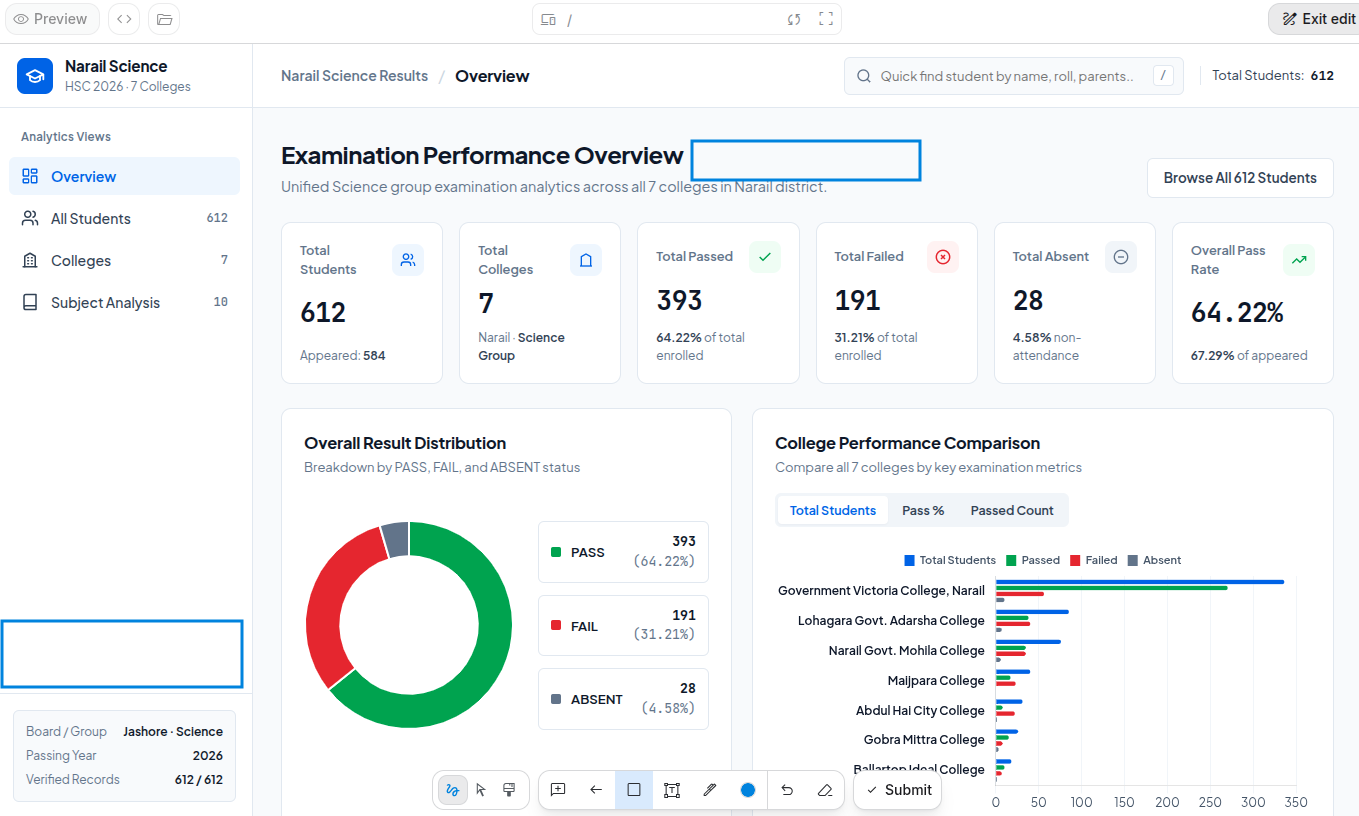 Preview
/
Exit edit
Narail Science
HSC 2026 · 7 Colleges
Narail Science Results / Overview
Quick find student by name, roll, parents..
/
Total Students: 612
Analytics Views
Overview
All Students 612
Colleges 7
Subject Analysis 10
Examination Performance Overview
Unified Science group examination analytics across all 7 colleges in Narail district.
Browse All 612 Students
Total
Students
612
Appeared: 584
Total
Colleges
7
Narail · Science
Group
Total Passed
393
64.22% of total
enrolled
Total Failed
191
31.21% of total
enrolled
Total Absent
28
4.58% non-
attendance
Overall Pass
Rate
64.22%
67.29% of appeared
Overall Result Distribution
Breakdown by PASS, FAIL, and ABSENT status
PASS 393
(64.22%)
FAIL 191
(31.21%)
ABSENT 28
(4.58%)
College Performance Comparison
Compare all 7 colleges by key examination metrics
Total Students Pass % Passed Count
Total Students Passed Failed Absent
Government Victoria College, Narail
Lohagara Govt. Adarsha College
Narail Govt. Mohila College
Maijpara College
Abdul Hai City College
Gobra Mittra College
Ballartop Ideal College
0 50 100 150 200 250 300 350
Board / Group Jashore · Science
Passing Year 2026
Verified Records 612 / 612
T
Submit